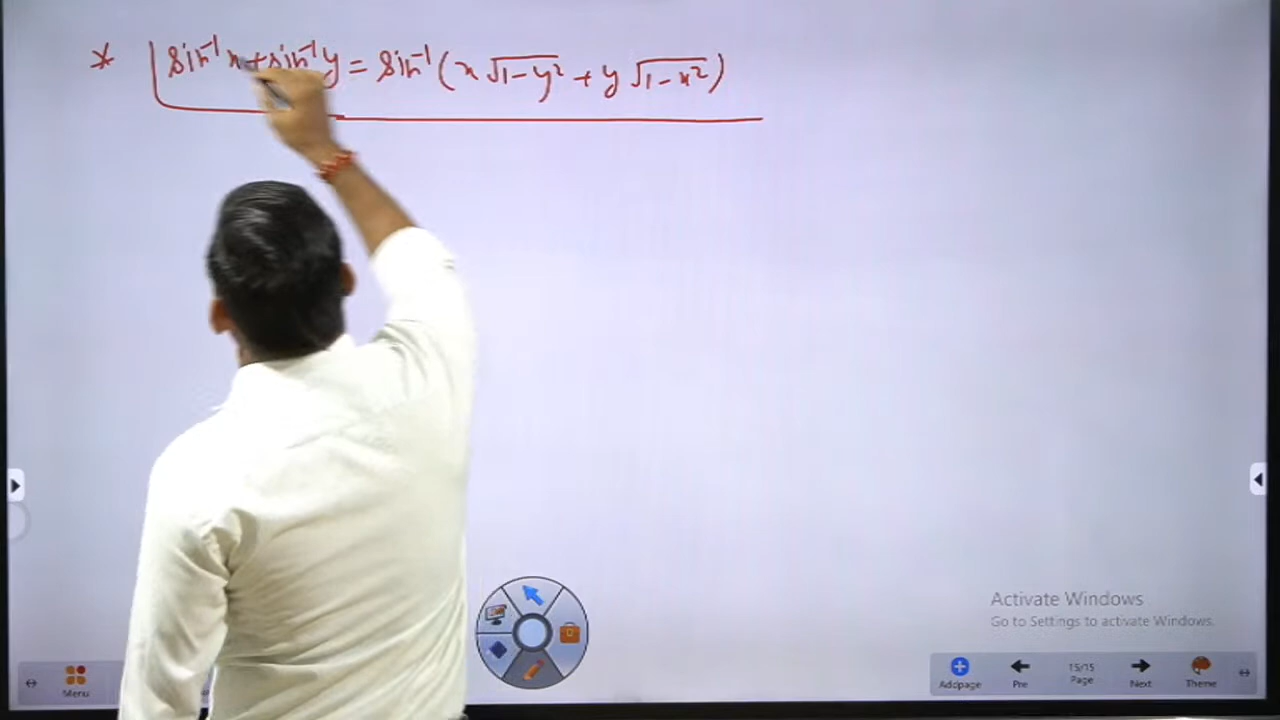 * sin⁻¹x + sin⁻¹y = sin⁻¹(x√1-y² + y√1-x²)
Activate Windows
Go to Settings to activate Windows.
Menu
Addpage
Pre
15/15
Page
Next
Theme